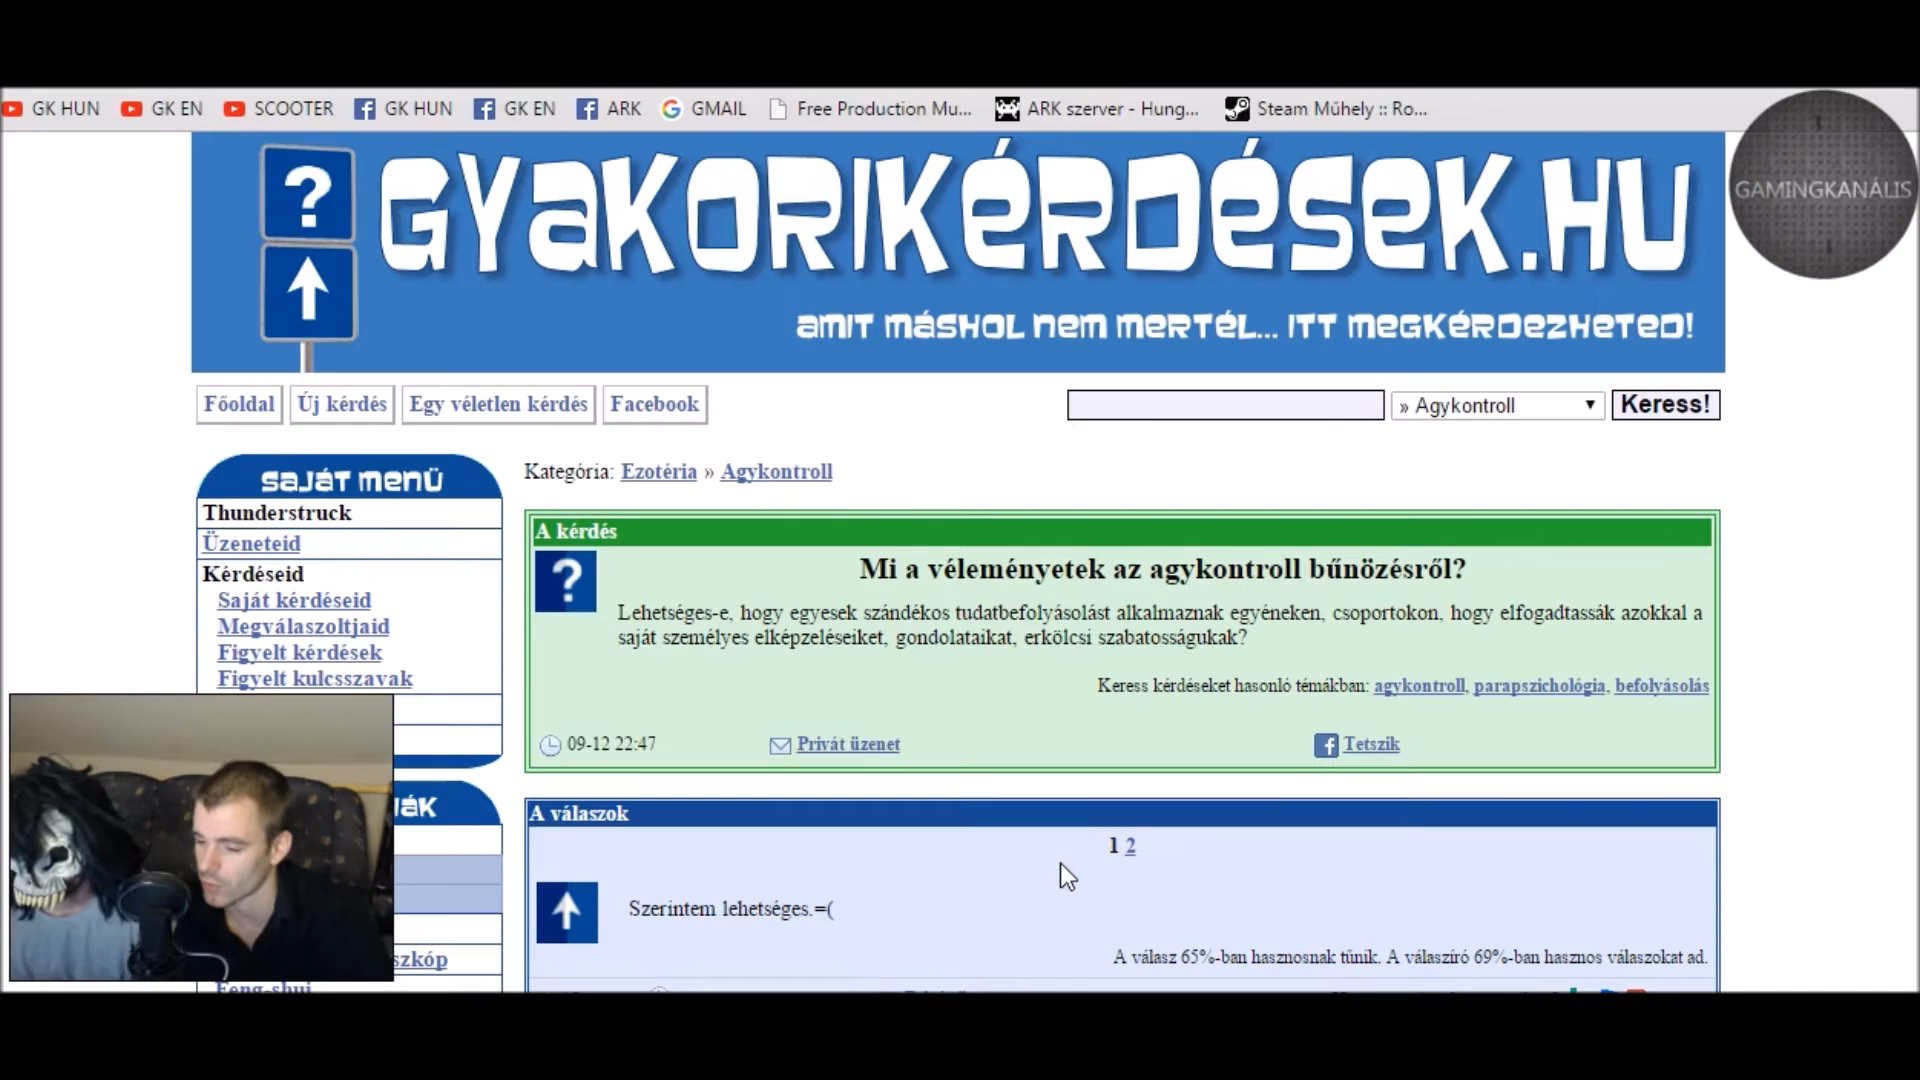 GK HUN GK EN SCOOTER GK HUN GK EN ARK GMAIL Free Production Mu... ARK szerver - Hung... Steam Műhely :: Ro...
GYAKORIKÉRDÉSEK.HU
GAMINGKANÁLIS
AMIT MÁSHOL NEM MERTÉL... ITT MEGKÉRDEZHETED!
Főoldal Új kérdés Egy véletlen kérdés Facebook » Agykontroll Keress!
SAJÁT MENÜ
Thunderstruck
Üzeneteid
Kérdéseid
Saját kérdéseid
Megválaszoltjaid
Figyelt kérdések
Figyelt kulcsszavak
IÁK
szkóp
Feng-shui
Kategória: Ezotéria » Agykontroll
A kérdés
Mi a véleményetek az agykontroll bűnözésről?
Lehetséges-e, hogy egyesek szándékos tudatbefolyásolást alkalmaznak egyéneken, csoportokon, hogy elfogadtassák azokkal a
saját személyes elképzeléseiket, gondolataikat, erkölcsi szabatosságukak?
Keress kérdéseket hasonló témákban: agykontroll, parapszichológia, befolyásolás
09-12 22:47 Privát üzenet Tetszik
A válaszok
1 2
Szerintem lehetséges.=(
A válasz 65%-ban hasznosnak tűnik. A válaszíró 69%-ban hasznos válaszokat ad.